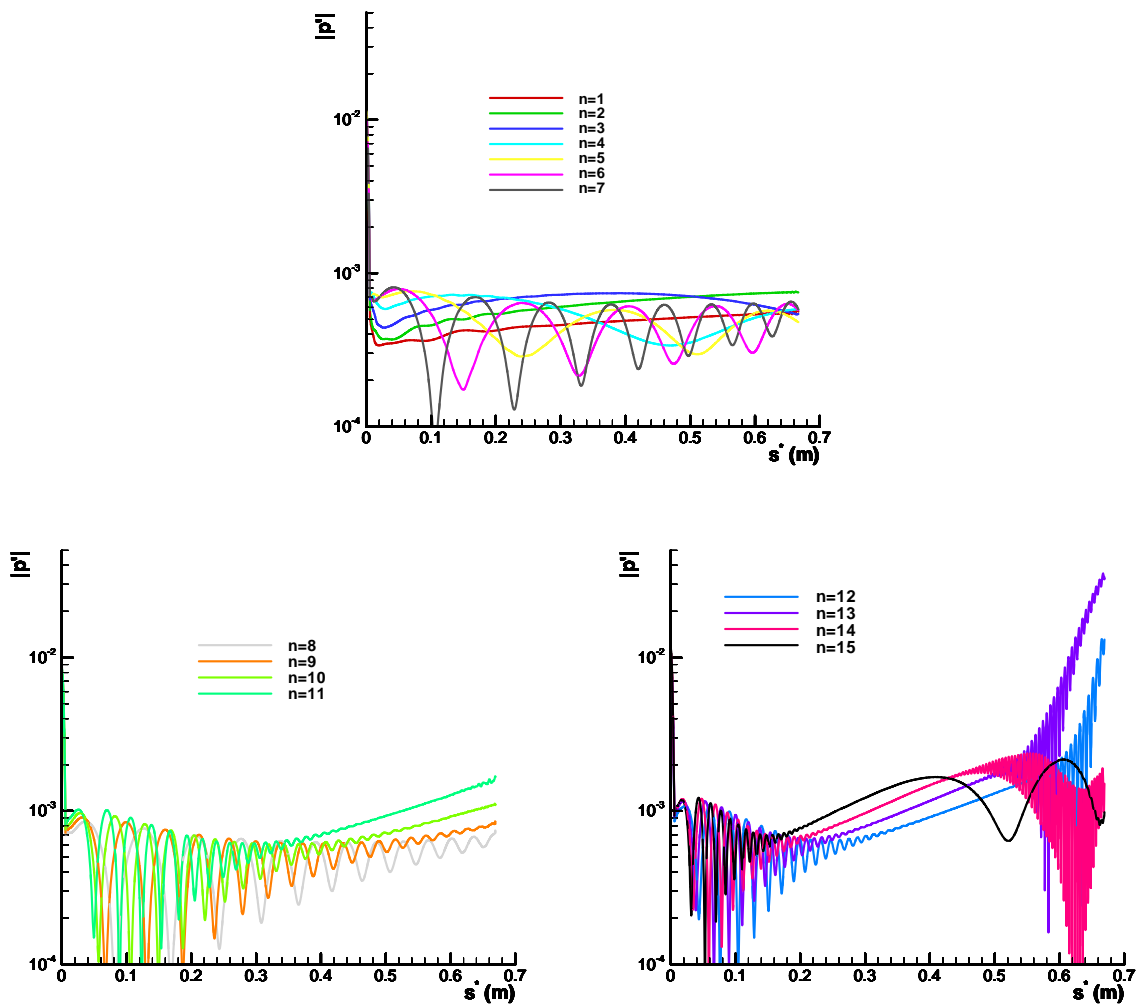 |p'|
10⁻²
10⁻³
10⁻⁴
n=1
n=2
n=3
n=4
n=5
n=6
n=7
0 0.1 0.2 0.3 0.4 0.5 0.6 0.7
s* (m)
|p'|
10⁻²
10⁻³
10⁻⁴
n=8
n=9
n=10
n=11
0 0.1 0.2 0.3 0.4 0.5 0.6 0.7
s* (m)
|p'|
10⁻²
10⁻³
10⁻⁴
n=12
n=13
n=14
n=15
0 0.1 0.2 0.3 0.4 0.5 0.6 0.7
s* (m)